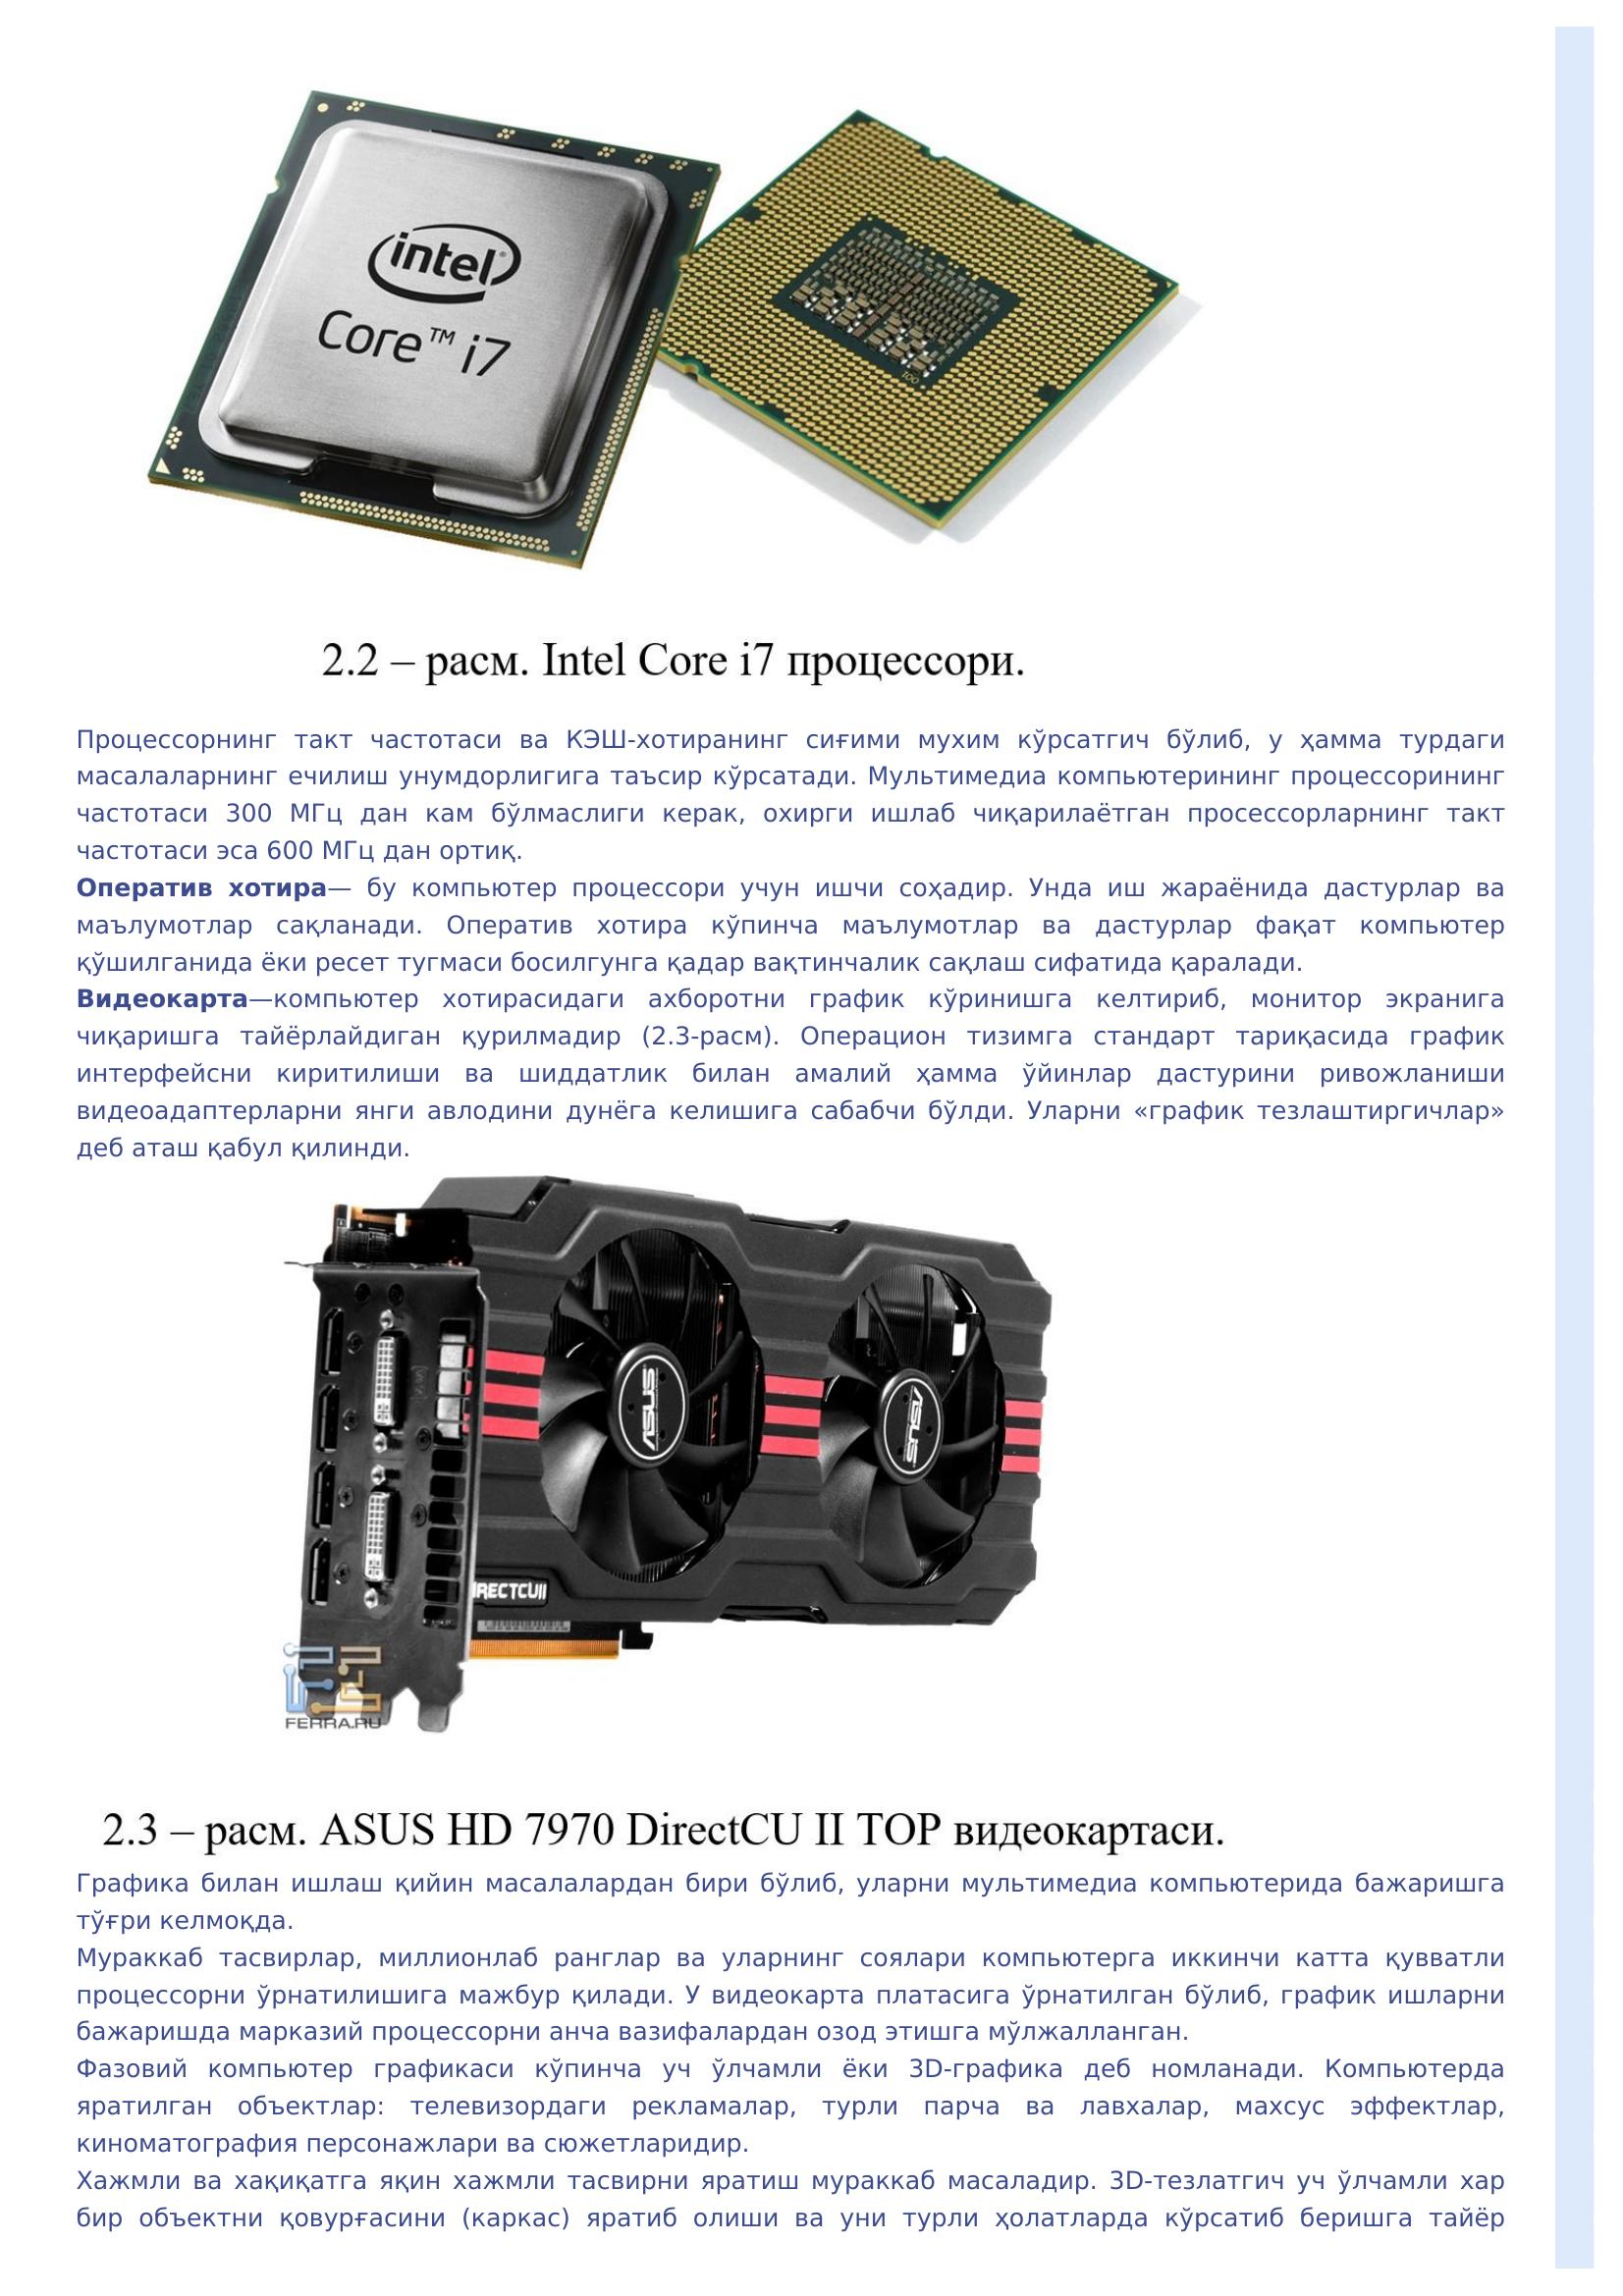 intel
Core™ i7
2.2 – расм. Intel Core i7 процессори.
Процессорнинг такт частотаси ва КЭШ-хотиранинг сиғими мухим кўрсатгич бўлиб, у ҳамма турдаги
масалаларнинг ечилиш унумдорлигига таъсир кўрсатади. Мультимедиа компьютерининг процессорининг
частотаси 300 МГц дан кам бўлмаслиги керак, охирги ишлаб чиқарилаётган просессорларнинг такт
частотаси эса 600 МГц дан ортиқ.
Оператив хотира— бу компьютер процессори учун ишчи соҳадир. Унда иш жараёнида дастурлар ва
маълумотлар сақланади. Оператив хотира кўпинча маълумотлар ва дастурлар фақат компьютер
қўшилганида ёки ресет тугмаси босилгунга қадар вақтинчалик сақлаш сифатида қаралади.
Видеокарта—компьютер хотирасидаги ахборотни график кўринишга келтириб, монитор экранига
чиқаришга тайёрлайдиган қурилмадир (2.3-расм). Операцион тизимга стандарт тариқасида график
интерфейсни киритилиши ва шиддатлик билан амалий ҳамма ўйинлар дастурини ривожланиши
видеоадаптерларни янги авлодини дунёга келишига сабабчи бўлди. Уларни «график тезлаштиргичлар»
деб аташ қабул қилинди.
ASUS
ASUS
IRECTCUII
FERRA.RU
2.3 – расм. ASUS HD 7970 DirectCU II TOP видеокартаси.
Графика билан ишлаш қийин масалалардан бири бўлиб, уларни мультимедиа компьютерида бажаришга
тўғри келмоқда.
Мураккаб тасвирлар, миллионлаб ранглар ва уларнинг соялари компьютерга иккинчи катта қувватли
процессорни ўрнатилишига мажбур қилади. У видеокарта платасига ўрнатилган бўлиб, график ишларни
бажаришда марказий процессорни анча вазифалардан озод этишга мўлжалланган.
Фазовий компьютер графикаси кўпинча уч ўлчамли ёки 3D-графика деб номланади. Компьютерда
яратилган объектлар: телевизордаги рекламалар, турли парча ва лавхалар, махсус эффектлар,
киноматография персонажлари ва сюжетларидир.
Хажмли ва хақиқатга яқин хажмли тасвирни яратиш мураккаб масаладир. 3D-тезлатгич уч ўлчамли хар
бир объектни қовурғасини (каркас) яратиб олиши ва уни турли ҳолатларда кўрсатиб беришга тайёр